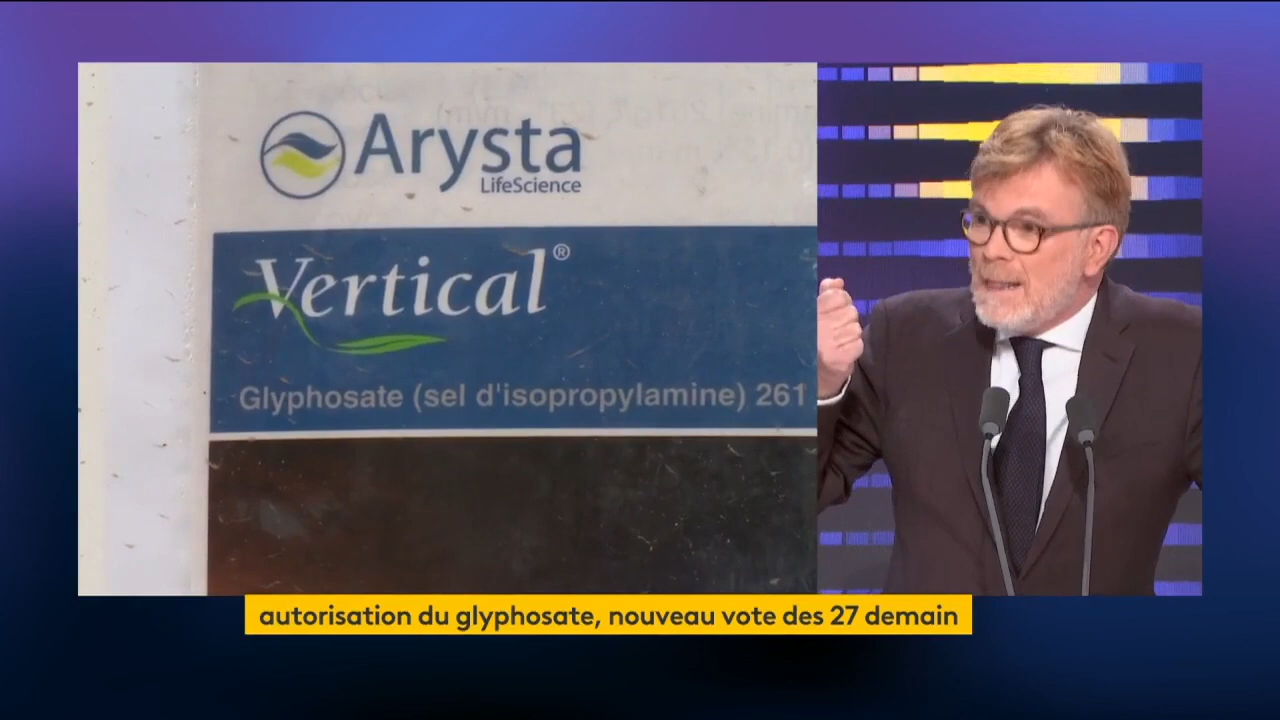 Arysta
LifeScience
Vertical®
Glyphosate (sel d'isopropylamine) 261
autorisation du glyphosate, nouveau vote des 27 demain